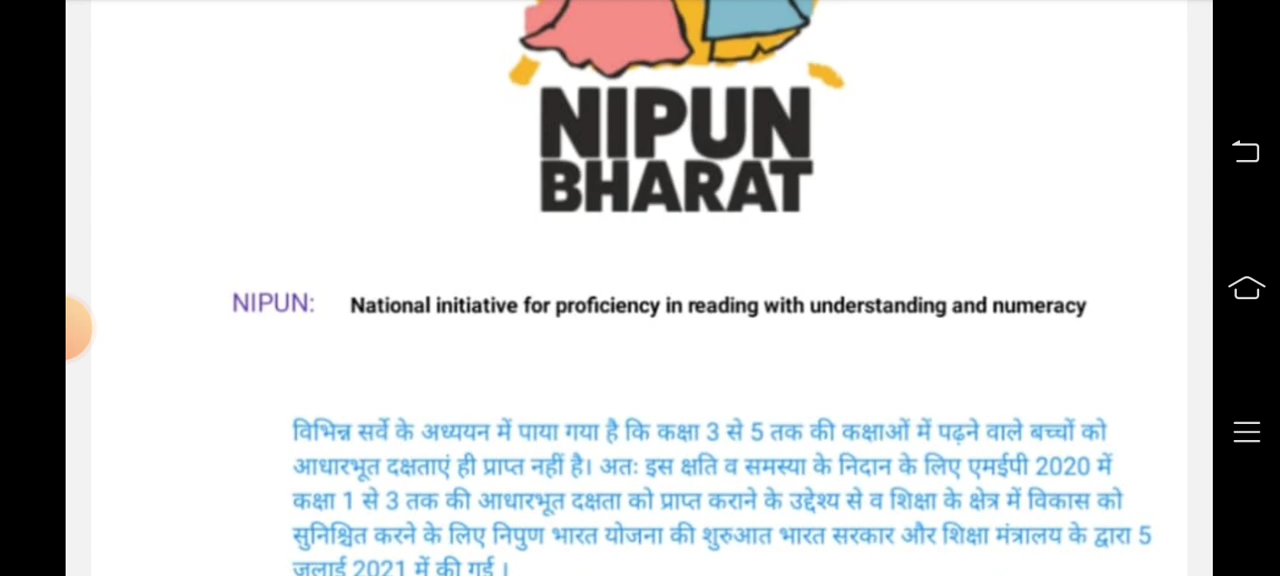 NIPUN
BHARAT
NIPUN: National initiative for proficiency in reading with understanding and numeracy
विभिन्न सर्वे के अध्ययन में पाया गया है कि कक्षा 3 से 5 तक की कक्षाओं में पढ़ने वाले बच्चों को
आधारभूत दक्षताएं ही प्राप्त नहीं है। अतः इस क्षति व समस्या के निदान के लिए एमईपी 2020 में
कक्षा 1 से 3 तक की आधारभूत दक्षता को प्राप्त कराने के उद्देश्य से व शिक्षा के क्षेत्र में विकास को
सुनिश्चित करने के लिए निपुण भारत योजना की शुरुआत भारत सरकार और शिक्षा मंत्रालय के द्वारा 5
जुलाई 2021 में की गई।